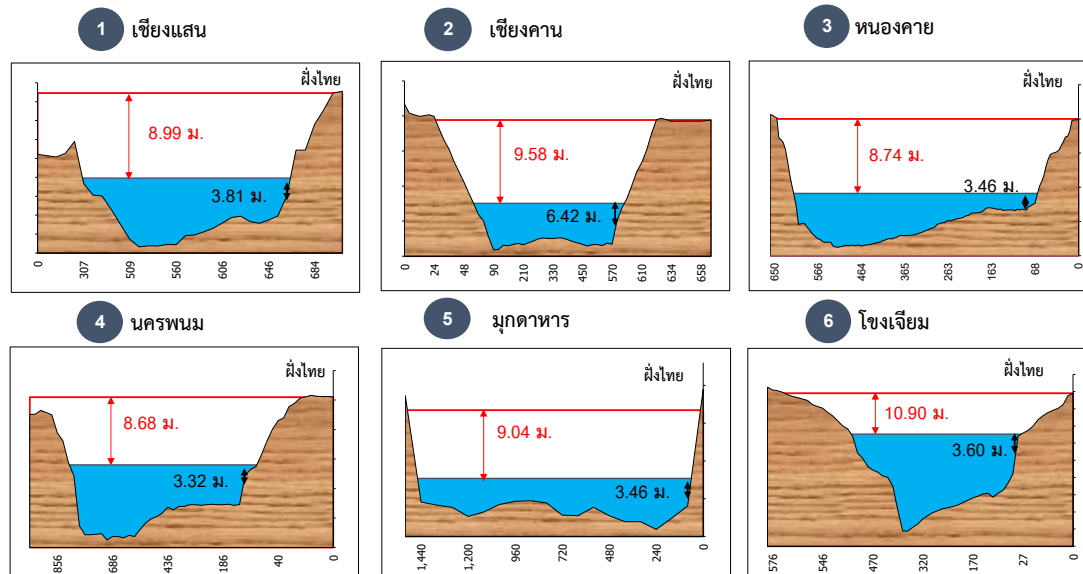 1 เชียงแสน
ฝั่งไทย
8.99 ม.
3.81 ม.
0 307 509 560 606 646 684
2 เชียงคาน
ฝั่งไทย
9.58 ม.
6.42 ม.
0 24 48 90 210 330 450 570 610 634 658
3 หนองคาย
ฝั่งไทย
8.74 ม.
3.46 ม.
650 566 464 365 263 163 68 0
4 นครพนม
ฝั่งไทย
8.68 ม.
3.32 ม.
856 686 436 186 40 0
5 มุกดาหาร
ฝั่งไทย
9.04 ม.
3.46 ม.
1,440 1,200 960 720 480 240 0
6 โขงเจียม
ฝั่งไทย
10.90 ม.
3.60 ม.
576 546 470 320 170 27 0